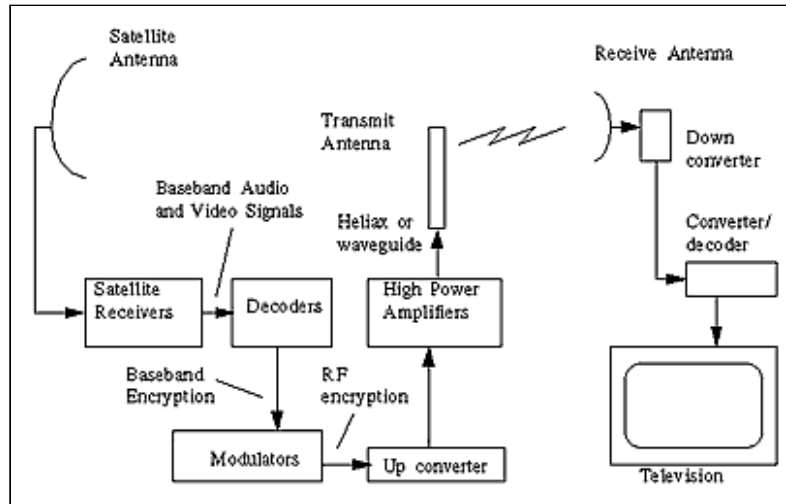 Satellite
Antenna
Receive Antenna
Transmit
Antenna
Down
converter
Baseband Audio
and Video Signals
Heliax or
waveguide
Converter/
decoder
Satellite
Receivers
Decoders
High Power
Amplifiers
Baseband
Encryption
RF
encryption
Modulators
Up converter
Television